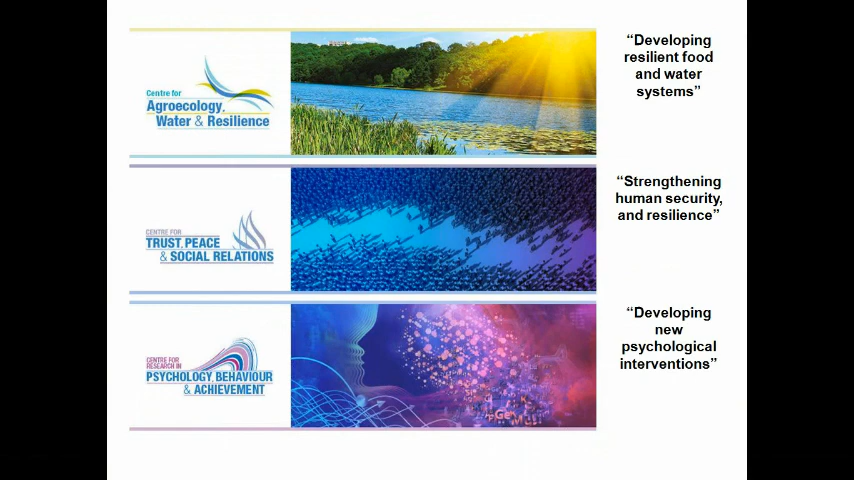 Centre for
Agroecology,
Water & Resilience
“Developing
resilient food
and water
systems”
CENTRE FOR
TRUST, PEACE
& SOCIAL RELATIONS
“Strengthening
human security,
and resilience”
CENTRE FOR
RESEARCH IN
PSYCHOLOGY, BEHAVIOUR
& ACHIEVEMENT
“Developing
new
psychological
interventions”